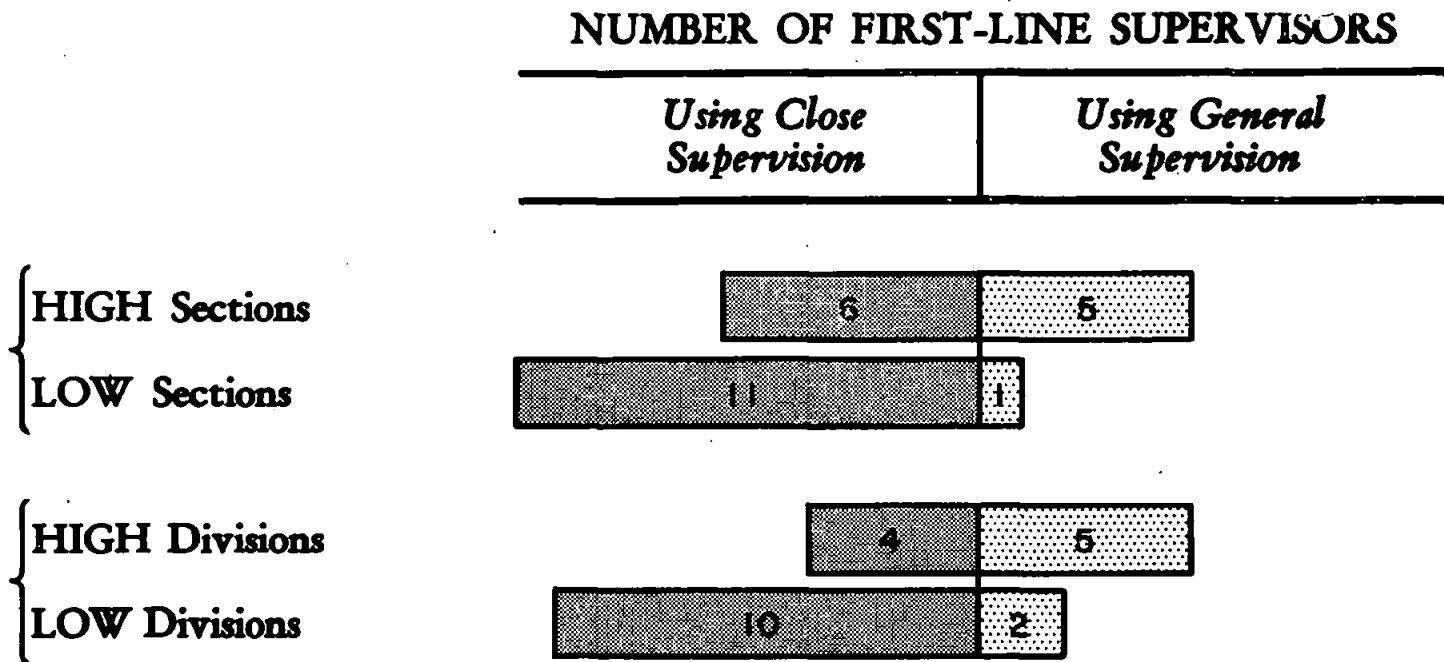 NUMBER OF FIRST-LINE SUPERVISORS
Using Close
Supervision
Using General
Supervision
HIGH Sections
6
5
LOW Sections
11
1
HIGH Divisions
4
5
LOW Divisions
10
2